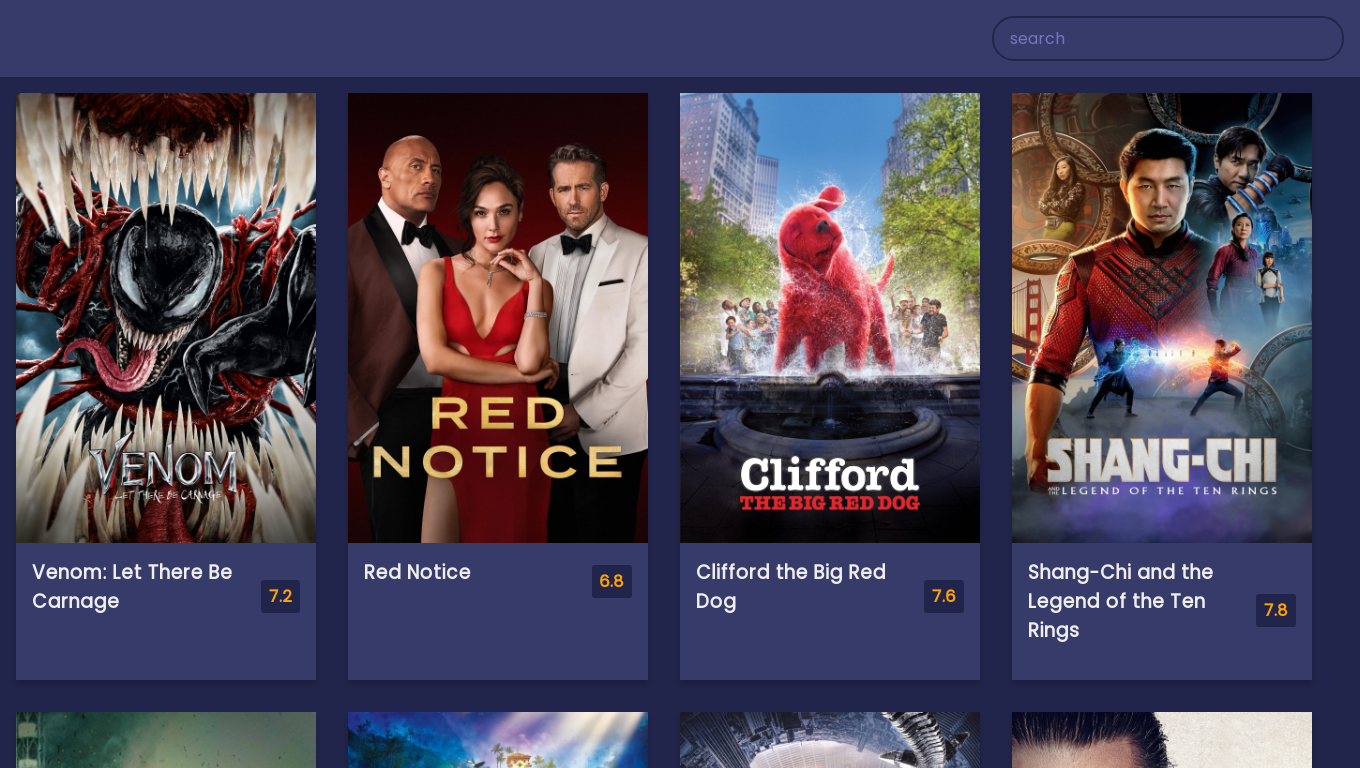 search
VENOM
LET THERE BE CARNAGE
RED
NOTICE
Clifford
THE BIG RED DOG
SHANG-CHI
AND THE LEGEND OF THE TEN RINGS
Venom: Let There Be
Carnage
7.2
Red Notice
6.8
Clifford the Big Red
Dog
7.6
Shang-Chi and the
Legend of the Ten
Rings
7.8